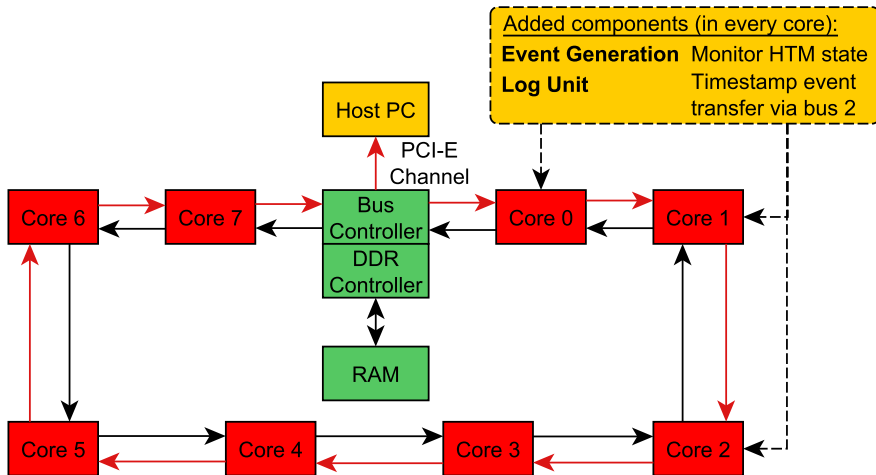 Added components (in every core):
Event Generation Monitor HTM state
Log Unit Timestamp event
transfer via bus 2
Host PC
PCI-E
Channel
Core 6
Core 7
Bus
Controller
Core 0
Core 1
DDR
Controller
RAM
Core 5
Core 4
Core 3
Core 2